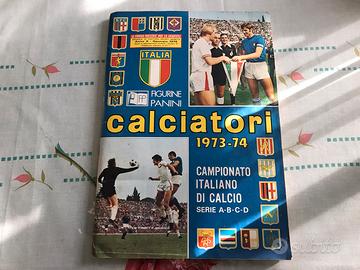 ITALIA
FIGURINE
PANINI
calciatori
1973-74
CAMPIONATO
ITALIANO
DI CALCIO
SERIE A-B-C-D
subito